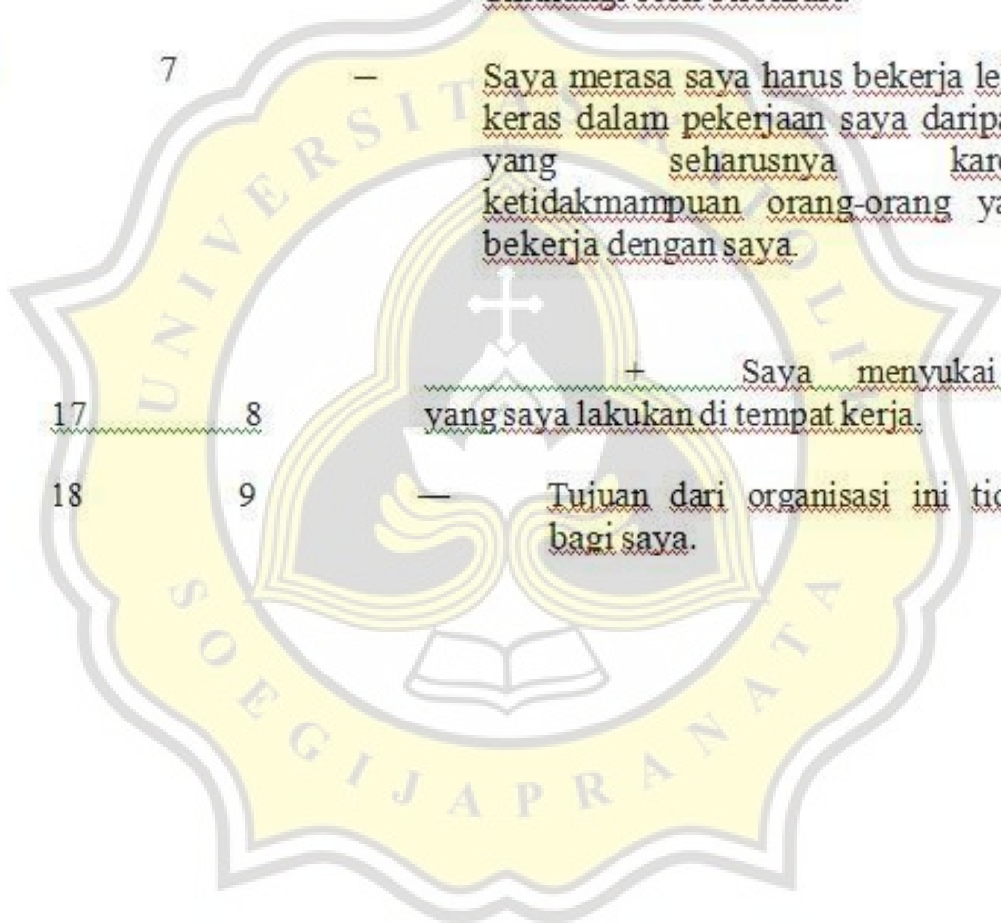 7 – Saya merasa saya harus bekerja le
keras dalam pekerjaan saya daripa
yang seharusnya kare
ketidakmampuan orang-orang ya
bekerja dengan saya.
+ Saya menyukai
17 8 yang saya lakukan di tempat kerja.
18 9 – Tujuan dari organisasi ini tid
bagi saya.
UNIVERSITAS KATOLIK
SOEGIJAPRANATA